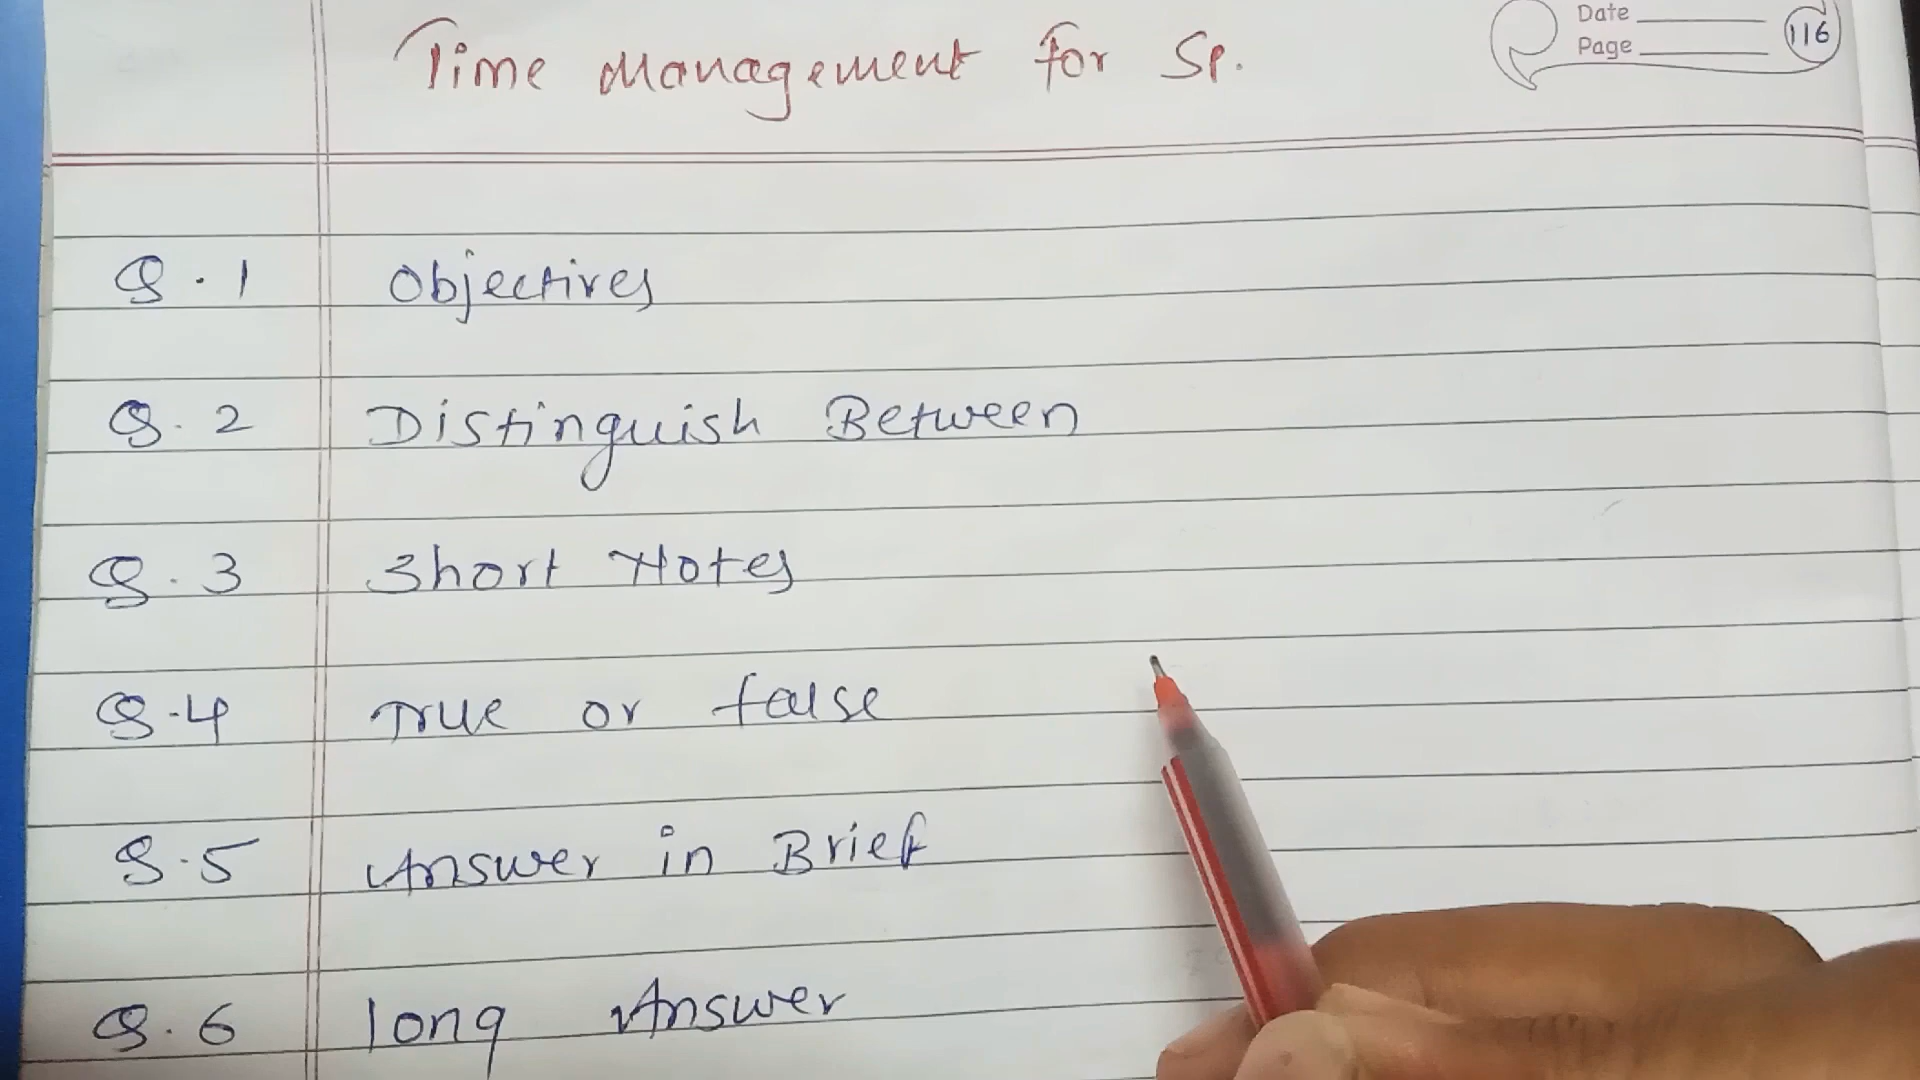 Date
Page
116
Time Management for SP.
Q.1 Objectives
Q.2 Distinguish Between
Q.3 Short Notes
Q.4 True or false
Q.5 Answer in Brief
Q.6 long Answer